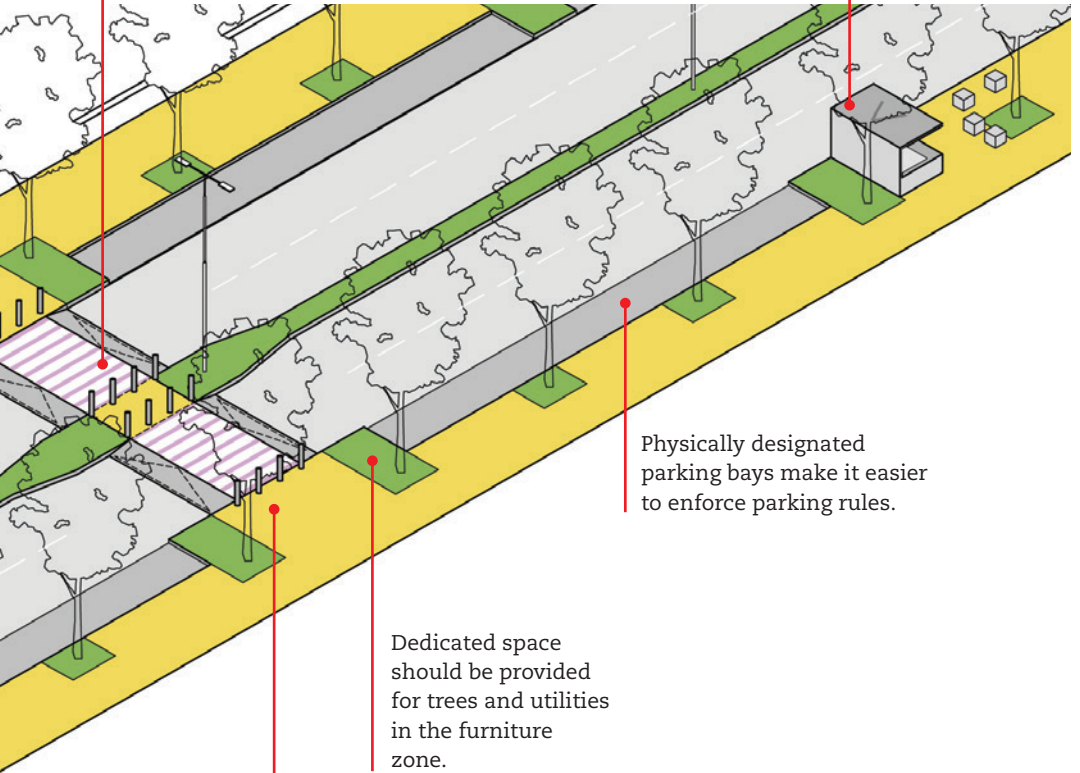 Physically designated
parking bays make it easier
to enforce parking rules.
Dedicated space
should be provided
for trees and utilities
in the furniture
zone.